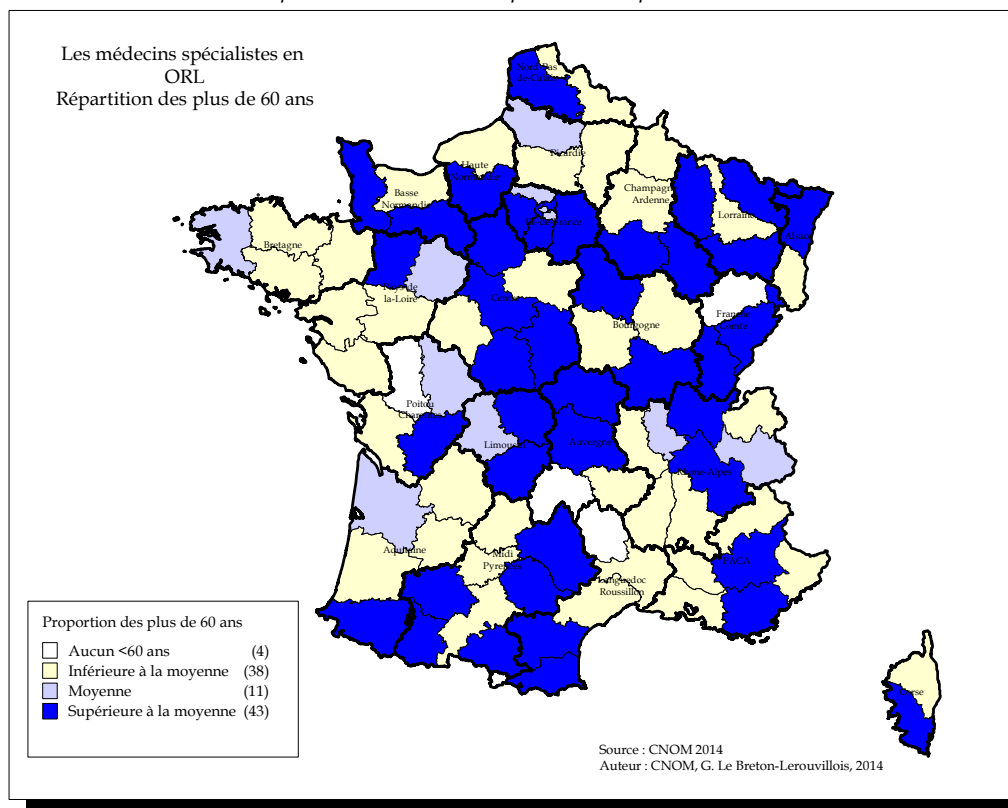 Les médecins spécialistes en
ORL
Répartition des plus de 60 ans
Nord-Pas
de-Calais
Picardie
Haute
Normandie
Basse
Normandie
Champagne
Ardenne
Lorraine
Alsace
Ile-de-France
Bretagne
Pays de
la-Loire
Centre
Bourgogne
Franche
Comté
Poitou
Charentes
Limousin
Auvergne
Rhône-Alpes
Aquitaine
Midi
Pyrénées
Languedoc
Roussillon
PACA
Corse
Proportion des plus de 60 ans
Aucun <60 ans (4)
Inférieure à la moyenne (38)
Moyenne (11)
Supérieure à la moyenne (43)
Source : CNOM 2014
Auteur : CNOM, G. Le Breton-Lerouvillois, 2014